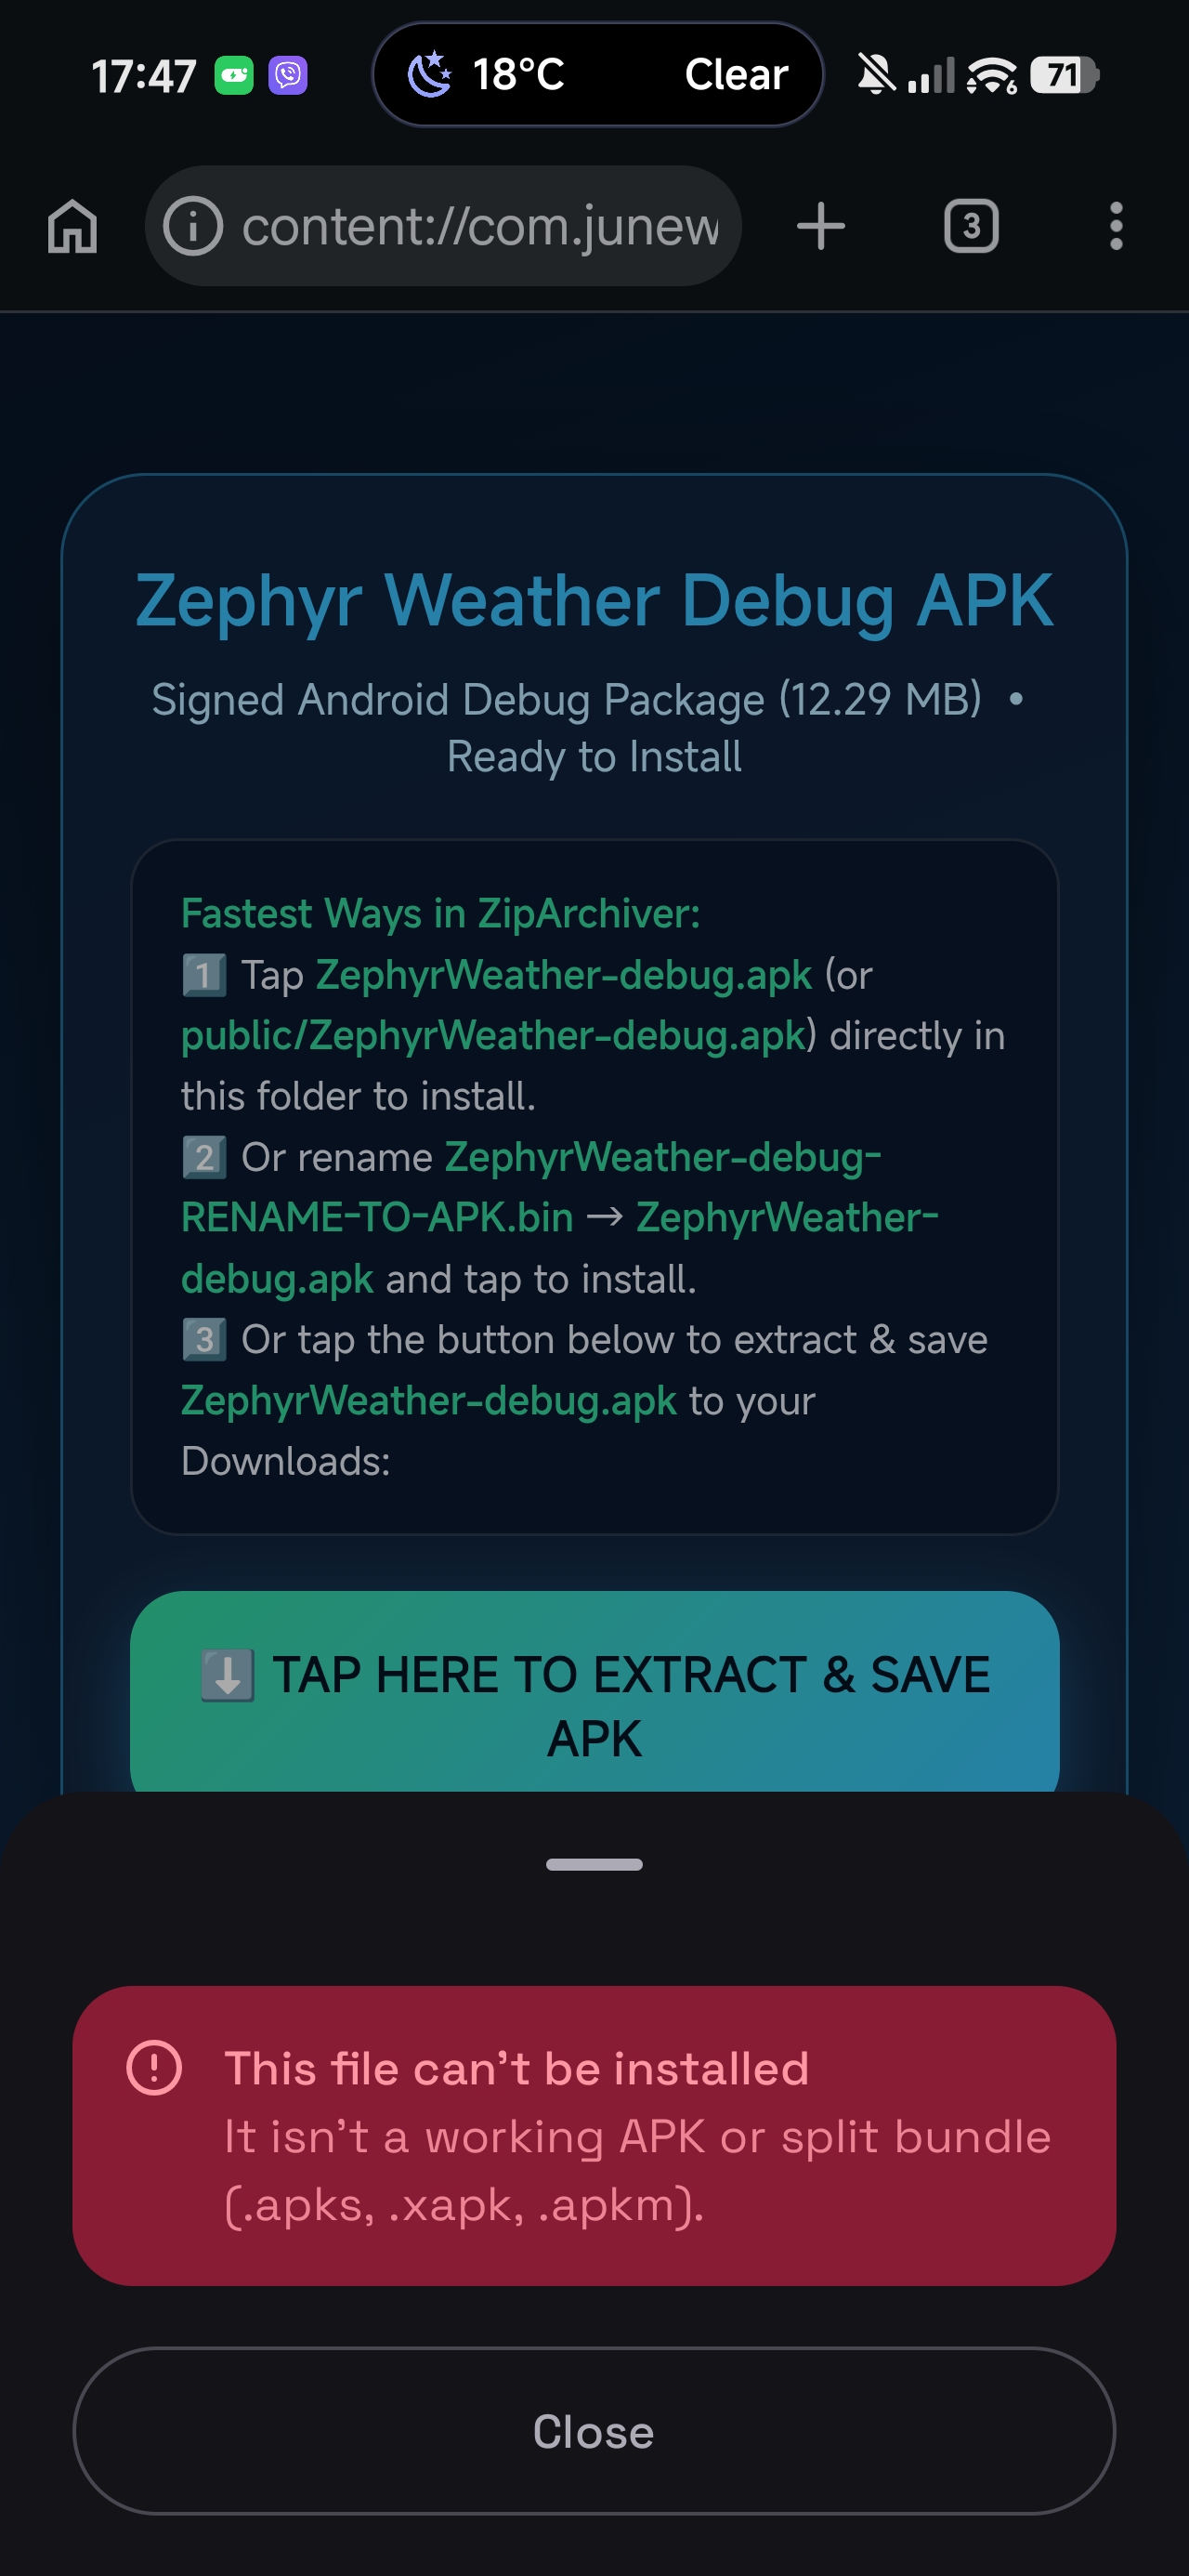 17:47
18°C Clear
6
71
content://com.junew
3
Zephyr Weather Debug APK
Signed Android Debug Package (12.29 MB) •
Ready to Install
Fastest Ways in ZipArchiver:
1️⃣ Tap ZephyrWeather-debug.apk (or
public/ZephyrWeather-debug.apk) directly in
this folder to install.
2️⃣ Or rename ZephyrWeather-debug-
RENAME-TO-APK.bin → ZephyrWeather-
debug.apk and tap to install.
3️⃣ Or tap the button below to extract & save
ZephyrWeather-debug.apk to your
Downloads:
⬇️ TAP HERE TO EXTRACT & SAVE
APK
This file can't be installed
It isn't a working APK or split bundle
(.apks, .xapk, .apkm).
Close